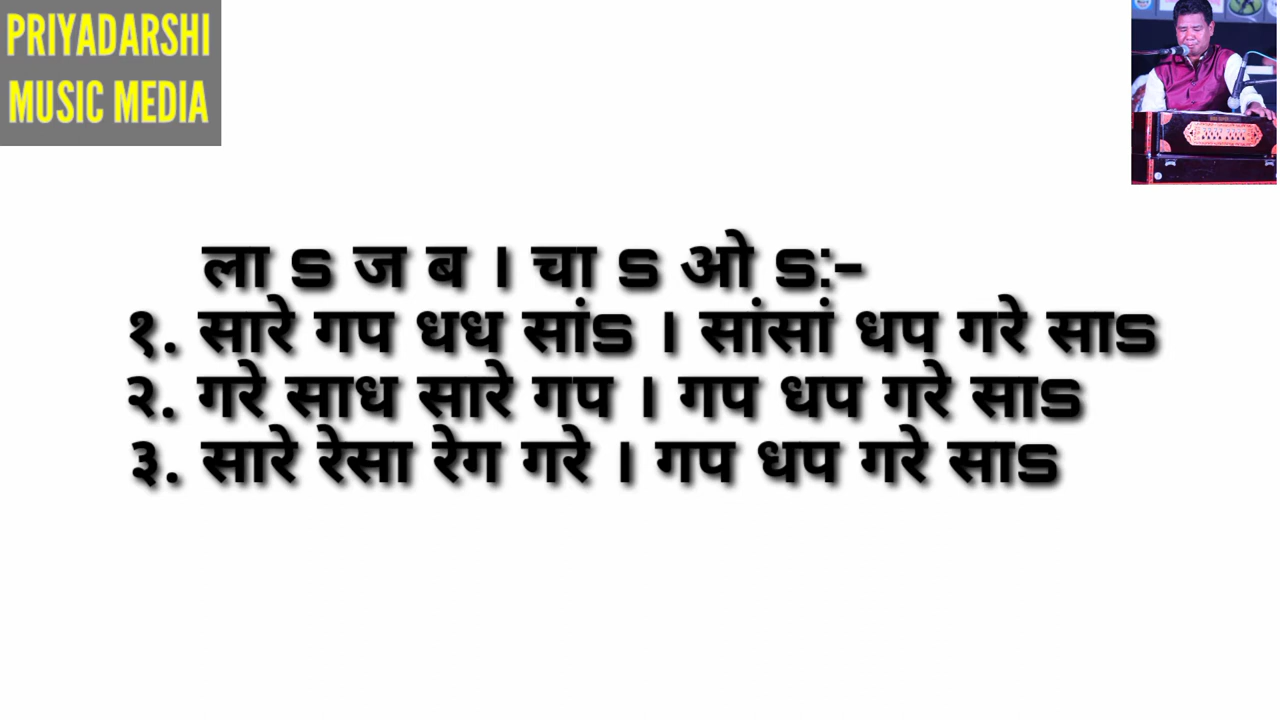 PRIYADARSHI
MUSIC MEDIA
ला s ज ब । चा s ओ s:-
१. सारे गप धध सांs । सांसां धप गरे साs
२. गरे साध सारे गप । गप धप गरे साs
३. सारे रेसा रेग गरे । गप धप गरे साs